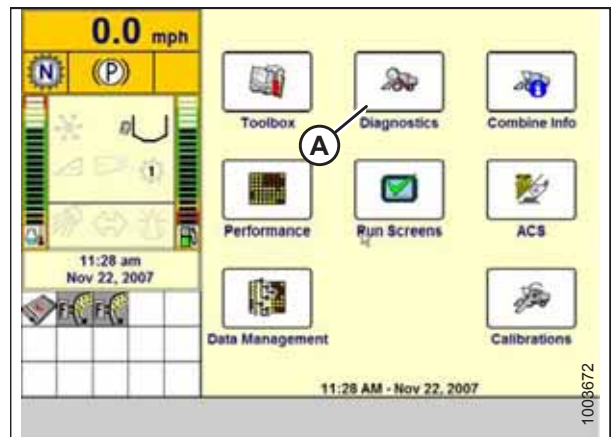 0.0 mph
N
(P)
1
11:28 am
Nov 22, 2007
F=
F=
Toolbox
Diagnostics
Combine Info
A
Performance
Run Screens
ACS
Data Management
Calibrations
11:28 AM - Nov 22, 2007
1003672